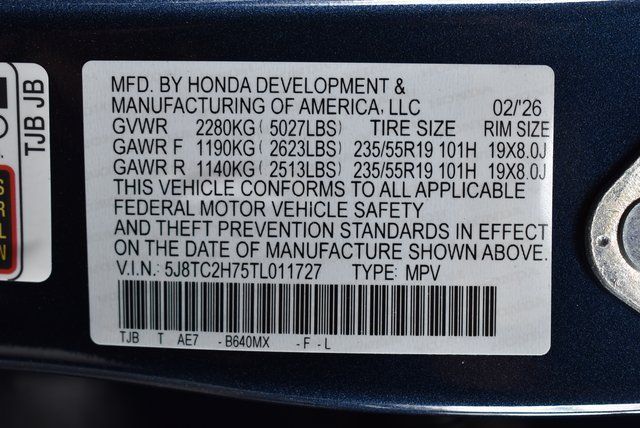 TJB JB
MFD. BY HONDA DEVELOPMENT &
MANUFACTURING OF AMERICA, LLC 02/'26
GVWR 2280KG ( 5027LBS) TIRE SIZE RIM SIZE
GAWR F 1190KG ( 2623LBS) 235/55R19 101H 19X8.0J
GAWR R 1140KG ( 2513LBS) 235/55R19 101H 19X8.0J
THIS VEHICLE CONFORMS TO ALL APPLICABLE
FEDERAL MOTOR VEHICLE SAFETY
AND THEFT PREVENTION STANDARDS IN EFFECT
ON THE DATE OF MANUFACTURE SHOWN ABOVE.
V.I.N.: 5J8TC2H75TL011727 TYPE: MPV
TJB T AE7 - B640MX - F - L